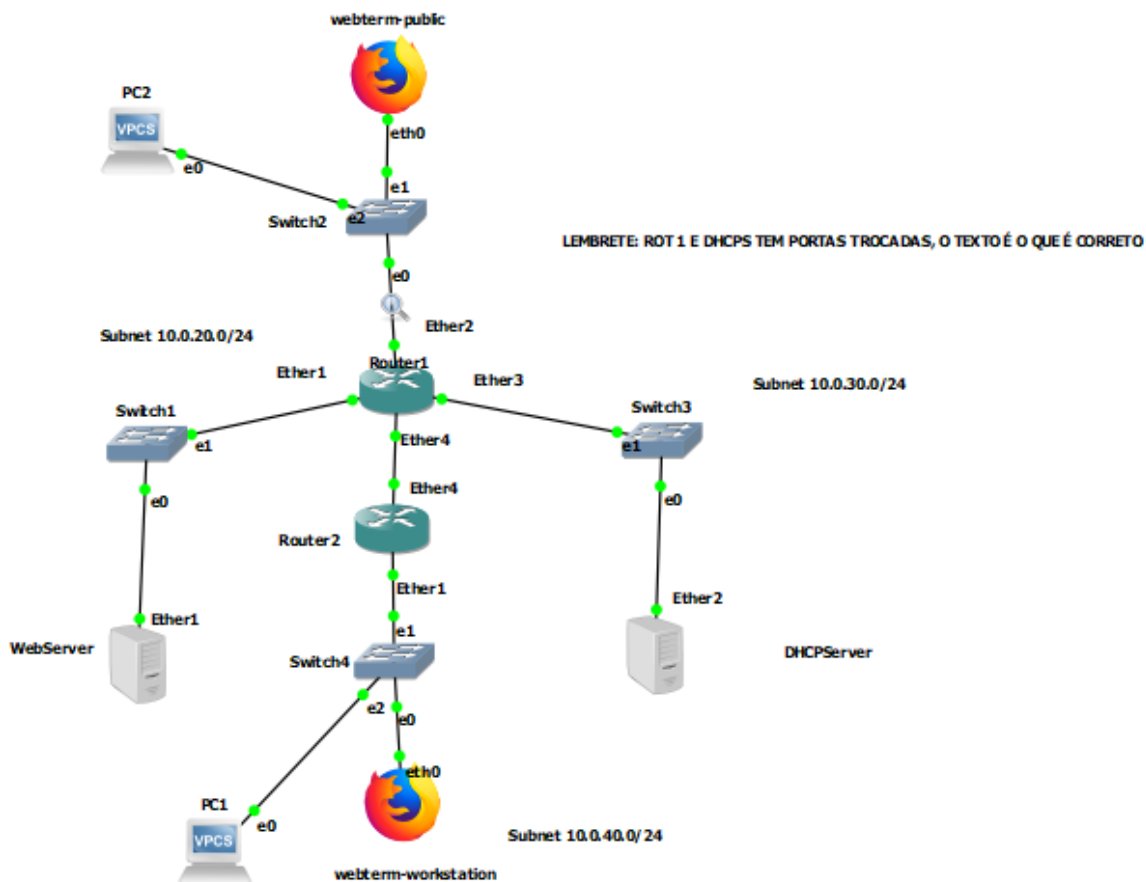 webterm-public
PC2
VPCS
eth0
e0
e1
Switch2
e2
LEMBRETE: ROT 1 E DHCPS TEM PORTAS TROCADAS, O TEXTO É O QUE É CORRETO
e0
Ether2
Subnet 10.0.20.0/24
Router1
Ether1
Ether3
Subnet 10.0.30.0/24
Switch1
Switch3
e1
Ether4
e1
Ether4
e0
e0
Router2
Ether1
Ether2
Ether1
e1
WebServer
Switch4
DHCPServer
e2
e0
eth0
PC1
e0
Subnet 10.0.40.0/24
VPCS
webterm-workstation